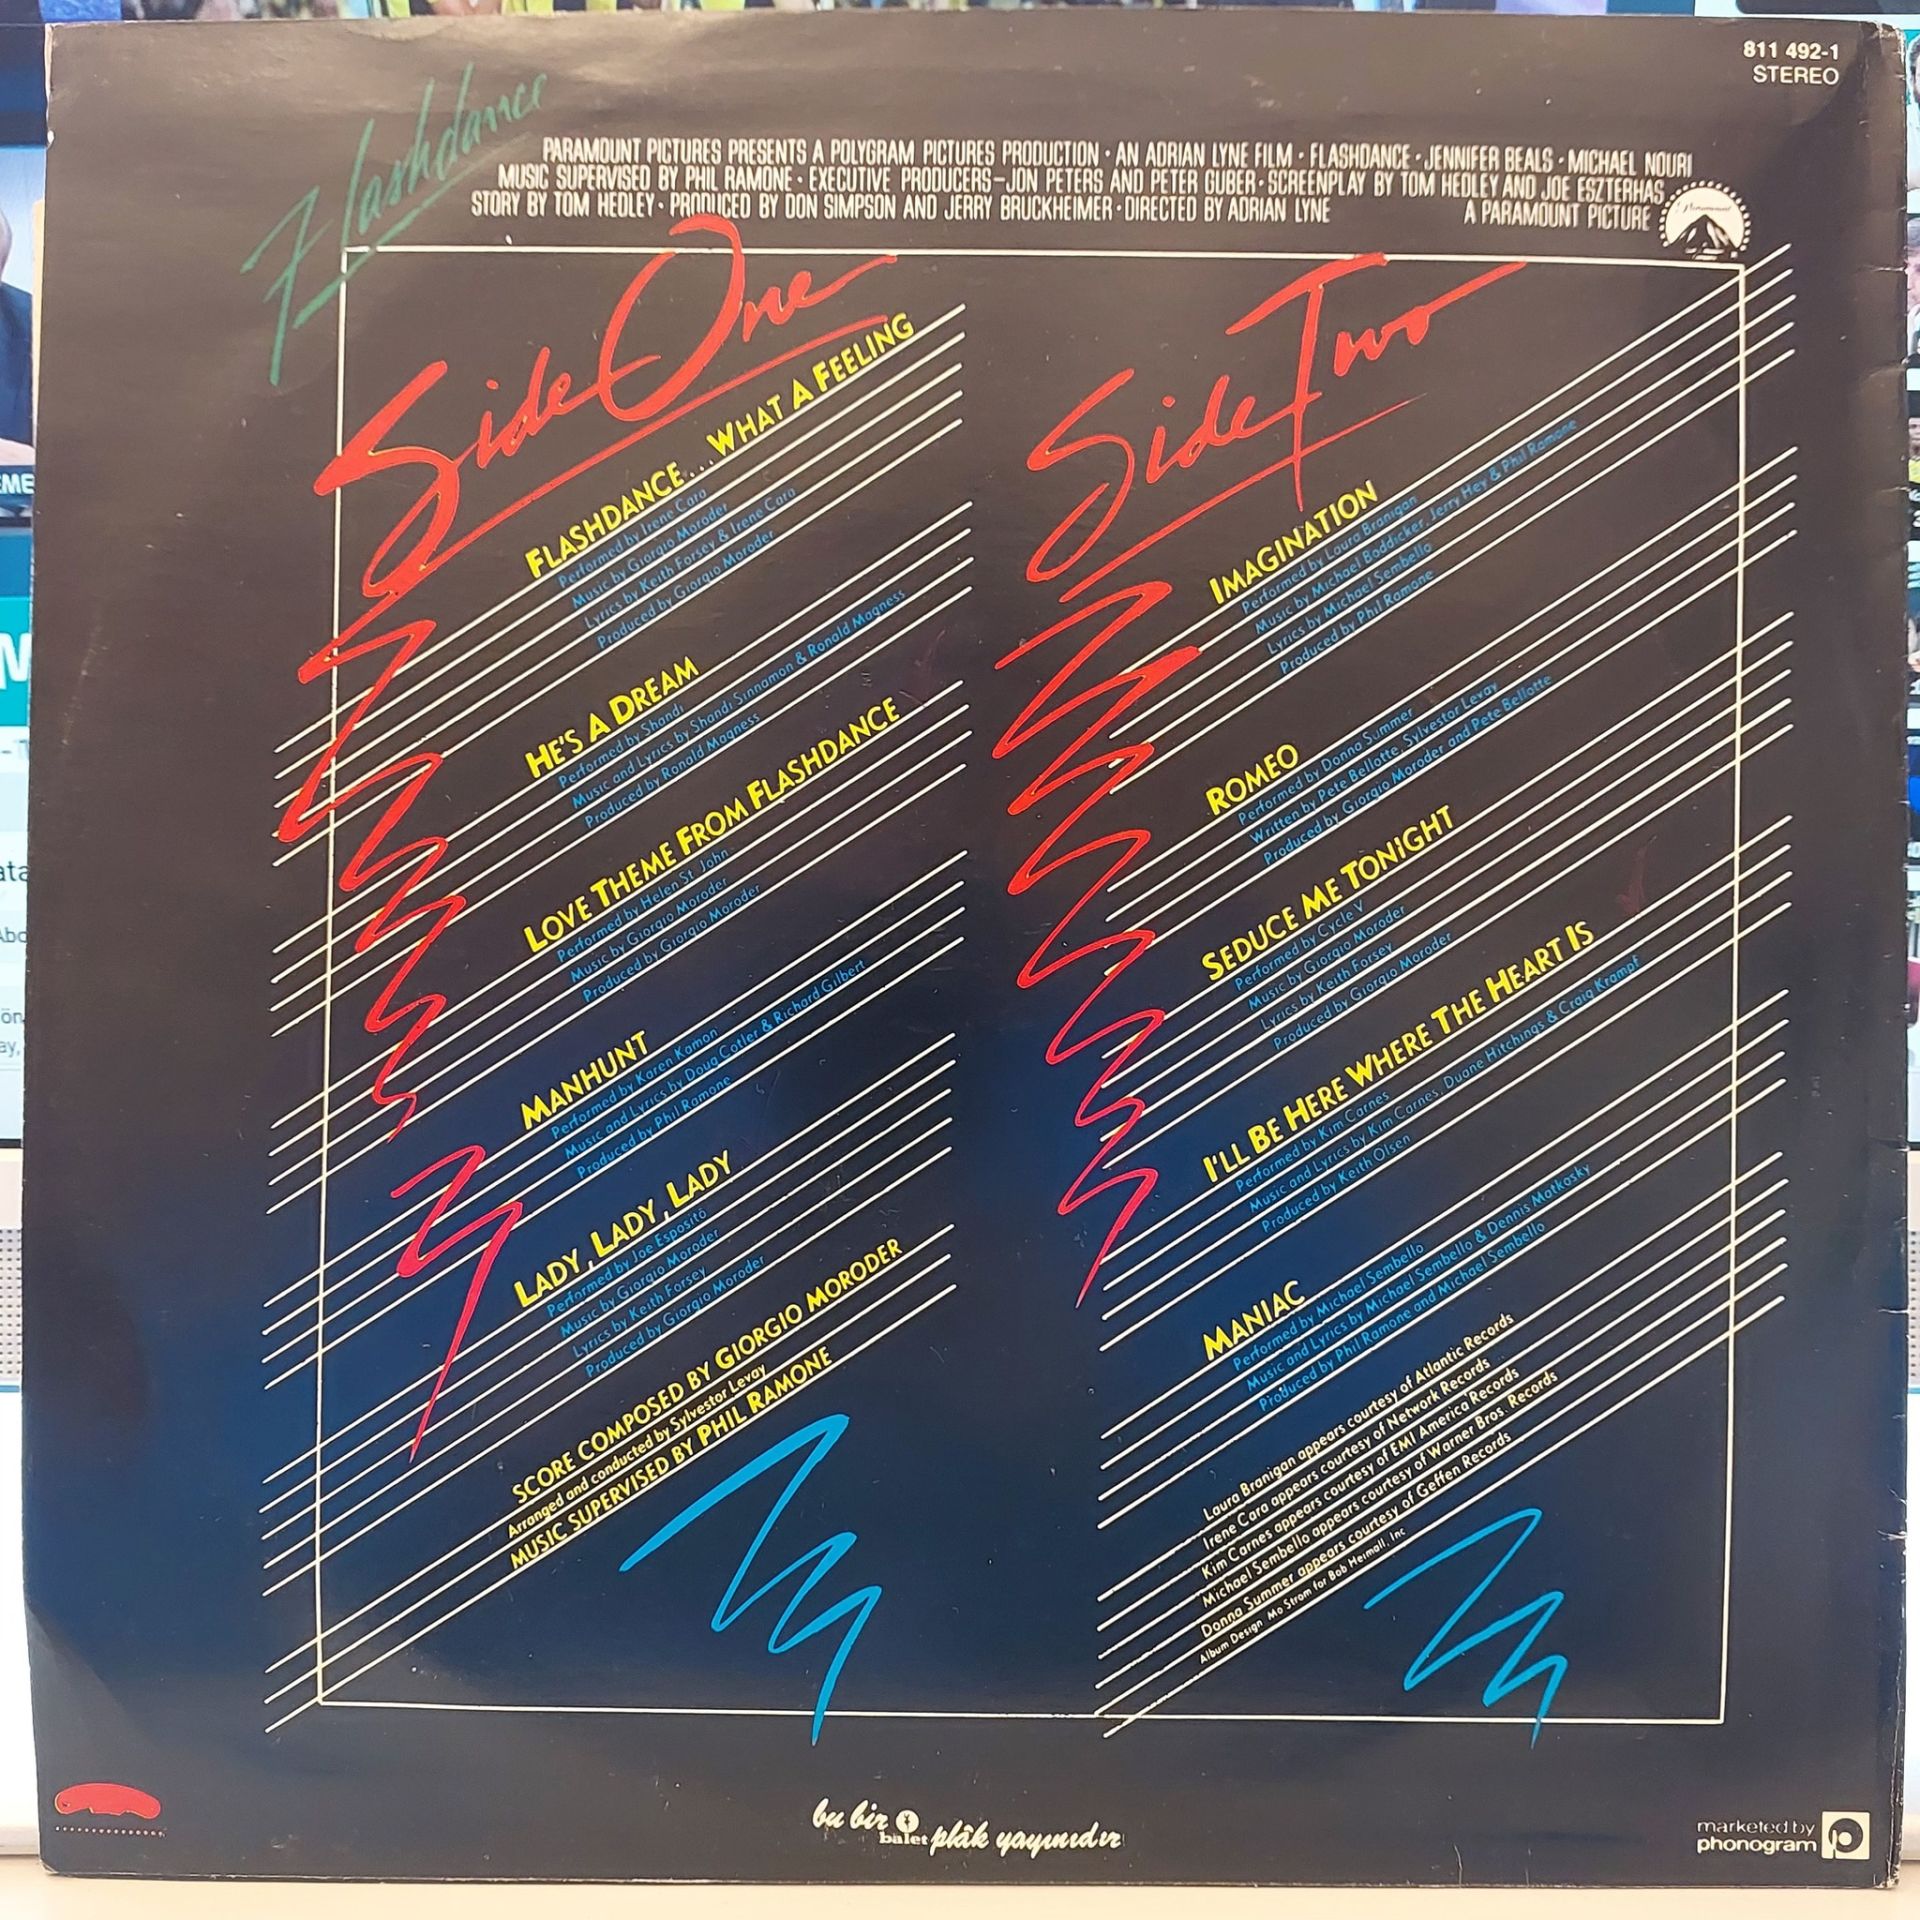 811 492-1
STEREO
Flashdance
PARAMOUNT PICTURES PRESENTS A POLYGRAM PICTURES PRODUCTION · AN ADRIAN LYNE FILM · FLASHDANCE · JENNIFER BEALS · MICHAEL NOURI
MUSIC SUPERVISED BY PHIL RAMONE · EXECUTIVE PRODUCERS–JON PETERS AND PETER GUBER · SCREENPLAY BY TOM HEDLEY AND JOE ESZTERHAS
STORY BY TOM HEDLEY · PRODUCED BY DON SIMPSON AND JERRY BRUCKHEIMER · DIRECTED BY ADRIAN LYNE
A PARAMOUNT PICTURE
Paramount
Side One
FLASHDANCE...WHAT A FEELING
Performed by Irene Cara
Music by Giorgio Moroder
Lyrics by Keith Forsey & Irene Cara
Produced by Giorgio Moroder
HE'S A DREAM
Performed by Shandi
Music and Lyrics by Shandi Sinnamon & Ronald Magness
Produced by Ronald Magness
LOVE THEME FROM FLASHDANCE
Performed by Helen St. John
Music by Giorgio Moroder
Produced by Giorgio Moroder
MANHUNT
Performed by Karen Kamon
Music and Lyrics by Doug Cotler & Richard Gilbert
Produced by Phil Ramone
LADY, LADY, LADY
Performed by Joe Espositó
Music by Giorgio Moroder
Lyrics by Keith Forsey
Produced by Giorgio Moroder
SCORE COMPOSED BY GIORGIO MORODER
Arranged and conducted by Sylvester Levay
MUSIC SUPERVISED BY PHIL RAMONE
Side Two
IMAGINATION
Performed by Laura Branigan
Music by Michael Boddicker, Jerry Hey & Phil Ramone
Lyrics by Michael Sembello
Produced by Phil Ramone
ROMEO
Performed by Donna Summer
Written by Pete Bellotte, Sylvestor Levay
Produced by Giorgio Moroder and Pete Bellotte
SEDUCE ME TONIGHT
Performed by Cycle V
Music by Giorgio Moroder
Lyrics by Keith Forsey
Produced by Giorgio Moroder
I'LL BE HERE WHERE THE HEART IS
Performed by Kim Carnes
Music and Lyrics by Kim Carnes, Duane Hitchings & Craig Krampf
Produced by Keith Olsen
MANIAC
Performed by Michael Sembello
Music and Lyrics by Michael Sembello & Dennis Matkosky
Produced by Phil Ramone and Michael Sembello
Laura Branigan appears courtesy of Atlantic Records
Irene Cara appears courtesy of Network Records
Kim Carnes appears courtesy of EMI America Records
Michael Sembello appears courtesy of Warner Bros. Records
Donna Summer appears courtesy of Geffen Records
Album Design Mo Strom for Bob Heimall, Inc
bu bir balet plâk yayınıdır
marketed by
phonogram